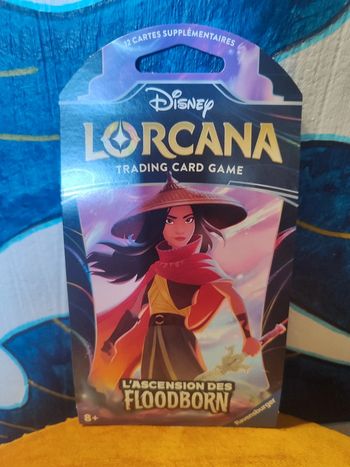 12 CARTES SUPPLÉMENTAIRES
Disney
LORCANA
TRADING CARD GAME
L'ASCENSION DES
FLOODBORN
8+
Ravensburger